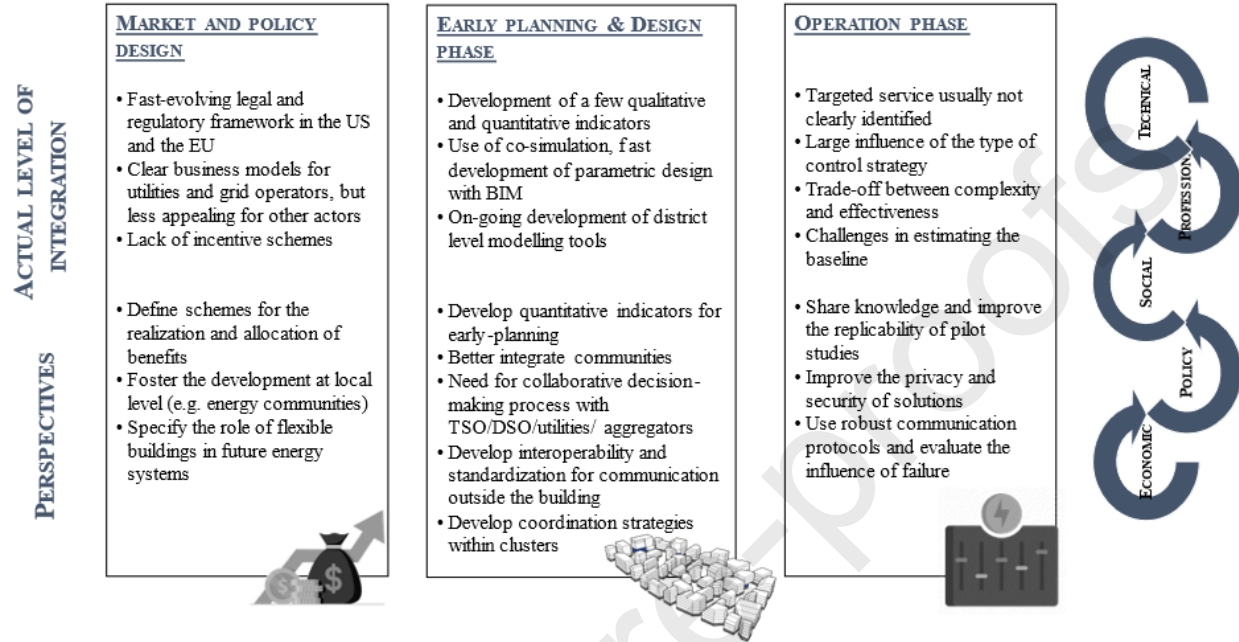 MARKET AND POLICY
DESIGN
• Fast-evolving legal and
regulatory framework in the US
and the EU
• Clear business models for
utilities and grid operators, but
less appealing for other actors
• Lack of incentive schemes
• Define schemes for the
realization and allocation of
benefits
• Foster the development at local
level (e.g. energy communities)
• Specify the role of flexible
buildings in future energy
systems
EARLY PLANNING & DESIGN
PHASE
• Development of a few qualitative
and quantitative indicators
• Use of co-simulation, fast
development of parametric design
with BIM
• On-going development of district
level modelling tools
• Develop quantitative indicators for
early-planning
• Better integrate communities
• Need for collaborative decision-
making process with
TSO/DSO/utilities/ aggregators
• Develop interoperability and
standardization for communication
outside the building
• Develop coordination strategies
within clusters
OPERATION PHASE
• Targeted service usually not
clearly identified
• Large influence of the type of
control strategy
• Trade-off between complexity
and effectiveness
• Challenges in estimating the
baseline
• Share knowledge and improve
the replicability of pilot
studies
• Improve the privacy and
security of solutions
• Use robust communication
protocols and evaluate the
influence of failure
ACTUAL LEVEL OF
INTEGRATION
PERSPECTIVES
TECHNICAL
PROFESSIONA
SOCIAL
POLICY
ECONOMIC
$
$
re-proofs